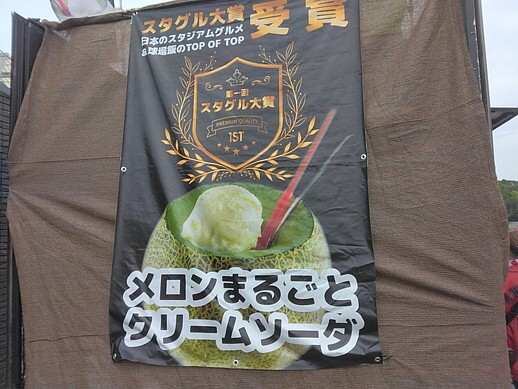 スタグル大賞 受賞
日本のスタジアムグルメ
&球場飯のTOP OF TOP
第一回!
スタグル大賞
PREMIUM QUALITY
1ST
メロンまるごと
クリームソーダ